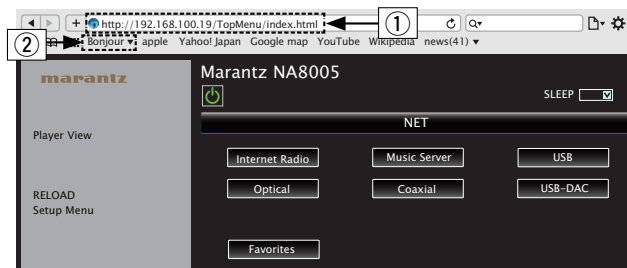 http://192.168.100.19/TopMenu/index.html
①
②
Bonjour ▾ apple Yahoo! Japan Google map YouTube Wikipedia news(41) ▾
marantz
Marantz NA8005
SLEEP
NET
Player View
Internet Radio Music Server USB
Optical Coaxial USB-DAC
RELOAD
Setup Menu
Favorites